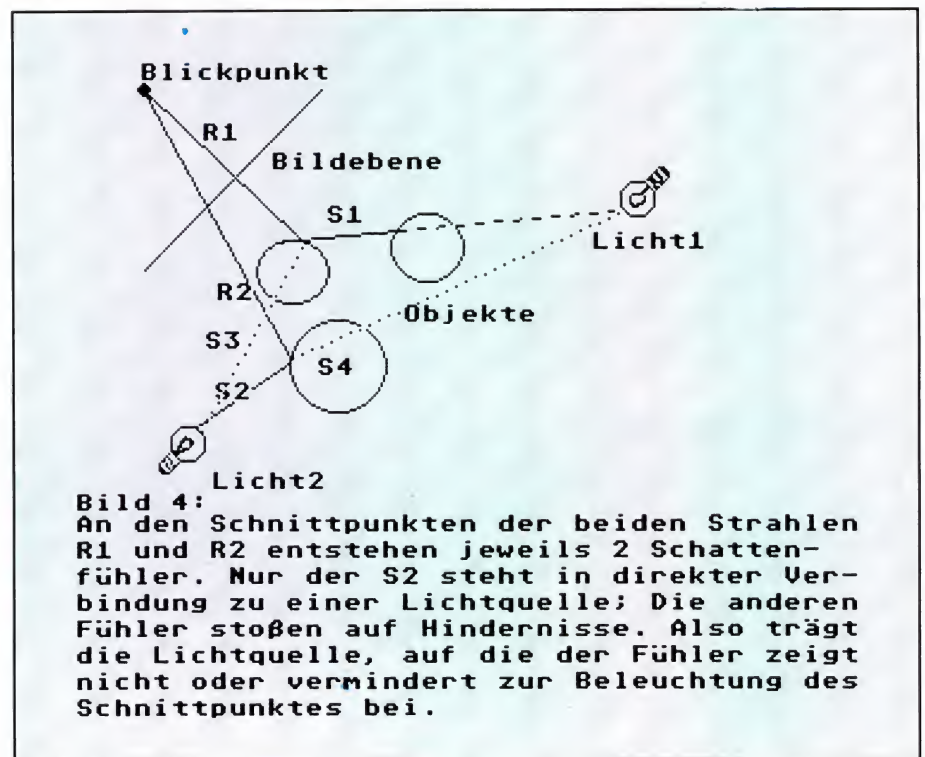 Blickpunkt
R1
Bildebene
S1
Licht1
R2
Objekte
S3
S4
S2
Licht2
Bild 4:
An den Schnittpunkten der beiden Strahlen
R1 und R2 entstehen jeweils 2 Schatten-
fühler. Nur der S2 steht in direkter Ver-
bindung zu einer Lichtquelle; Die anderen
Fühler stoßen auf Hindernisse. Also trägt
die Lichtquelle, auf die der Fühler zeigt
nicht oder vermindert zur Beleuchtung des
Schnittpunktes bei.